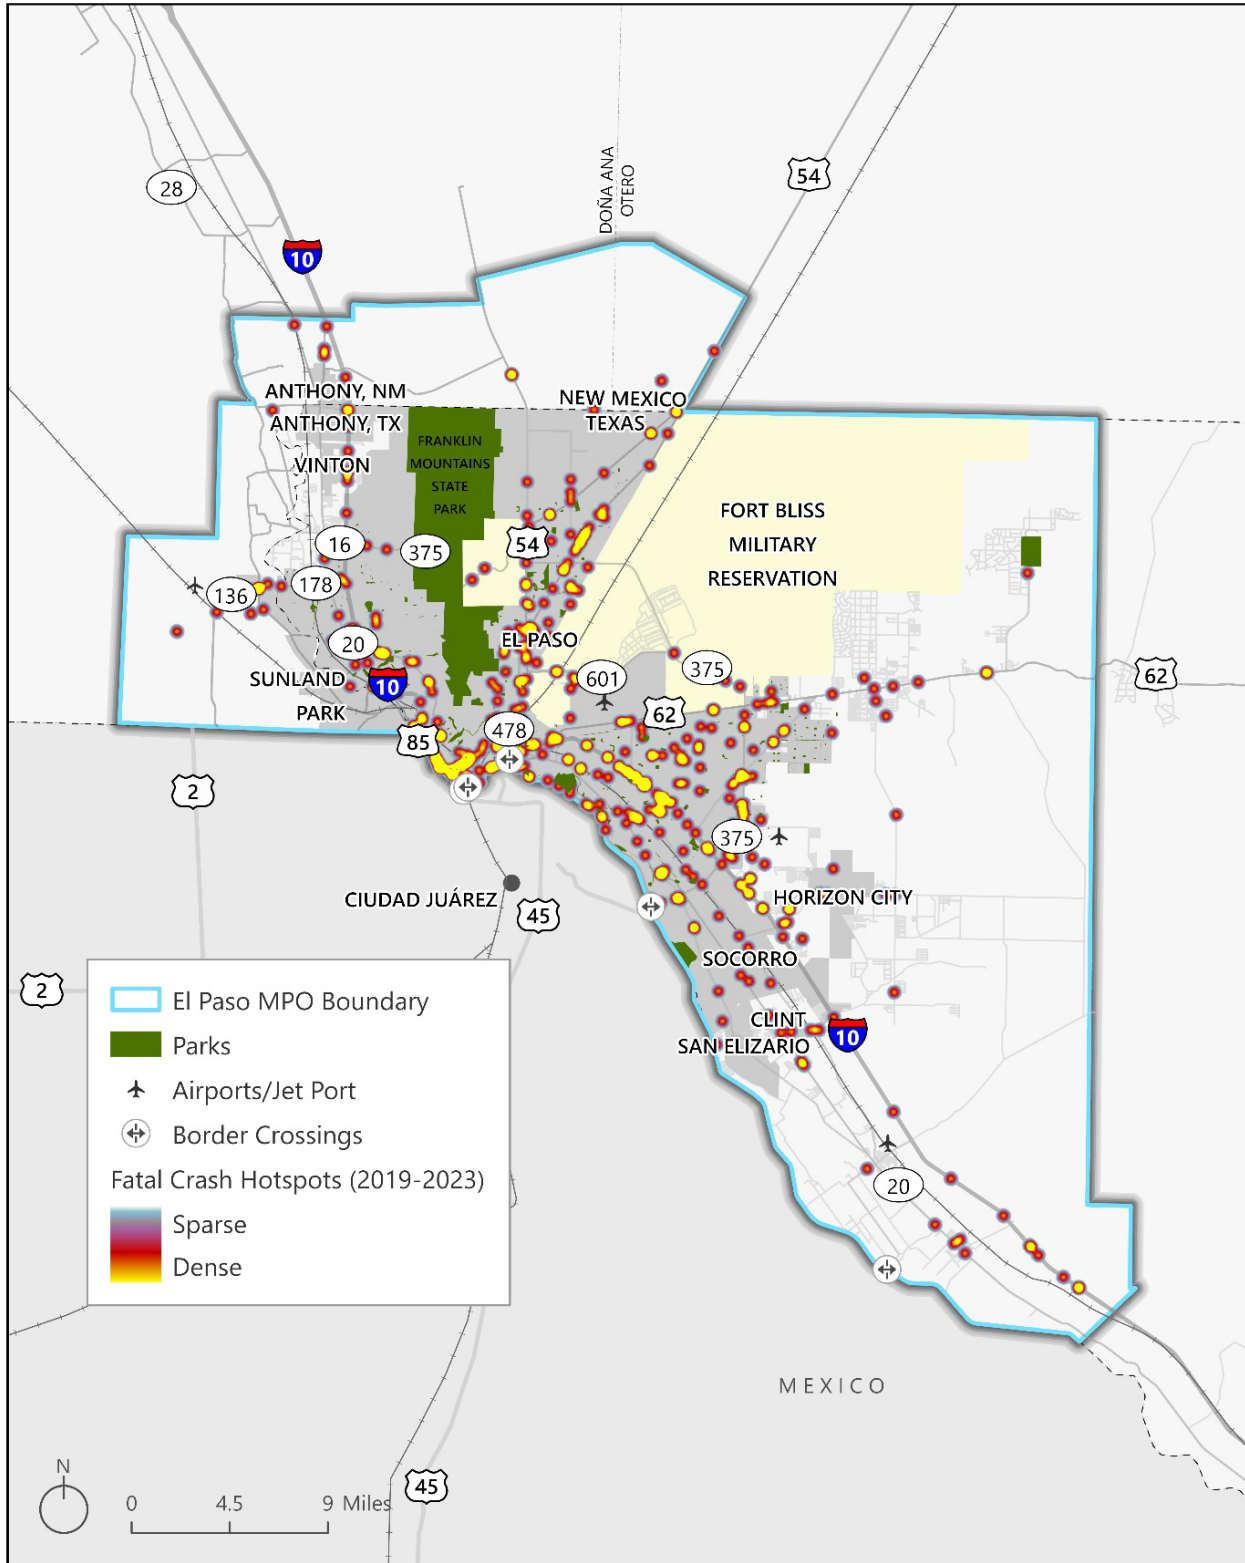 DOÑA ANA
OTERO
54
28
10
ANTHONY, NM
ANTHONY, TX
NEW MEXICO
TEXAS
VINTON
FRANKLIN
MOUNTAINS
STATE
PARK
FORT BLISS
MILITARY
RESERVATION
16
375
54
136
178
20
EL PASO
601
375
62
62
SUNLAND
PARK
10
85
478
2
375
CIUDAD JUÁREZ
45
HORIZON CITY
SOCORRO
2
CLINT
SAN ELIZARIO
10
20
El Paso MPO Boundary
Parks
Airports/Jet Port
Border Crossings
Fatal Crash Hotspots (2019-2023)
Sparse
Dense
MEXICO
45
N
0 4.5 9 Miles